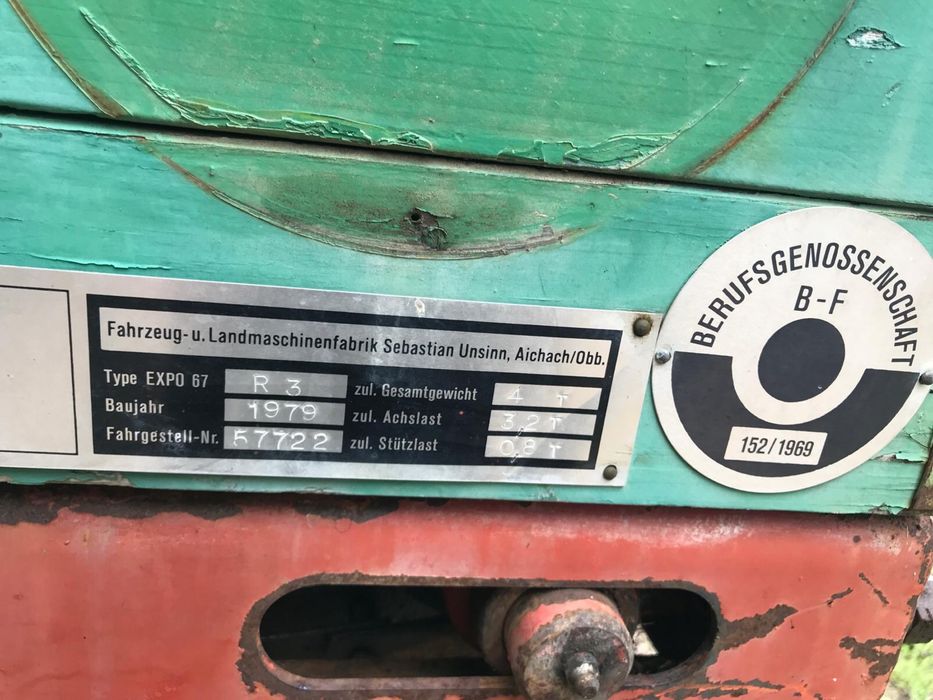 Fahrzeug- u. Landmaschinenfabrik Sebastian Unsinn, Aichach/Obb.
Type EXPO 67 R 3 zul. Gesamtgewicht 4 T
Baujahr 1979 zul. Achslast 3,2 T
Fahrgestell-Nr. 57722 zul. Stützlast 0,8 T
BERUFSGENOSSENSCHAFT
B-F
152/1969